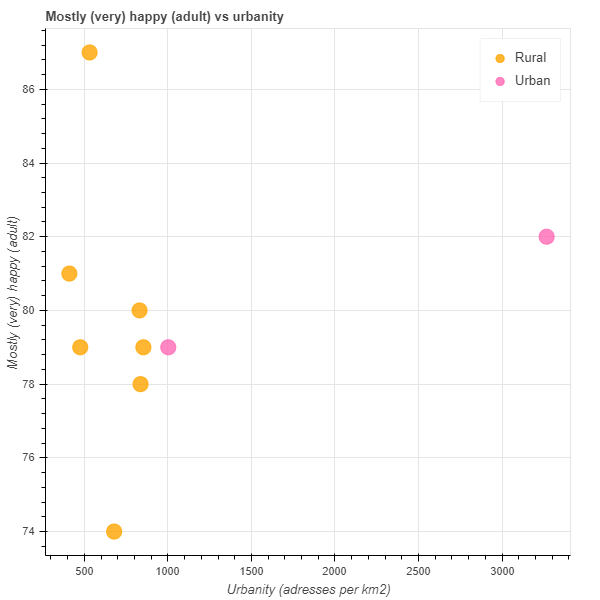 Mostly (very) happy (adult) vs urbanity
Rural
Urban
86
84
82
80
78
76
74
Mostly (very) happy (adult)
500
1000
1500
2000
2500
3000
Urbanity (adresses per km2)